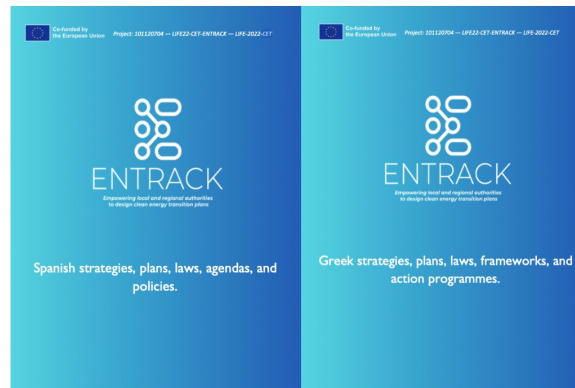 Co-funded by
the European Union
Project: 101120704 — LIFE22-CET-ENTRACK — LIFE-2022-CET
ENTRACK
Empowering local and regional authorities
to design clean energy transition plans
Spanish strategies, plans, laws, agendas, and
policies.
Co-funded by
the European Union
Project: 101120704 — LIFE22-CET-ENTRACK — LIFE-2022-CET
ENTRACK
Empowering local and regional authorities
to design clean energy transition plans
Greek strategies, plans, laws, frameworks, and
action programmes.